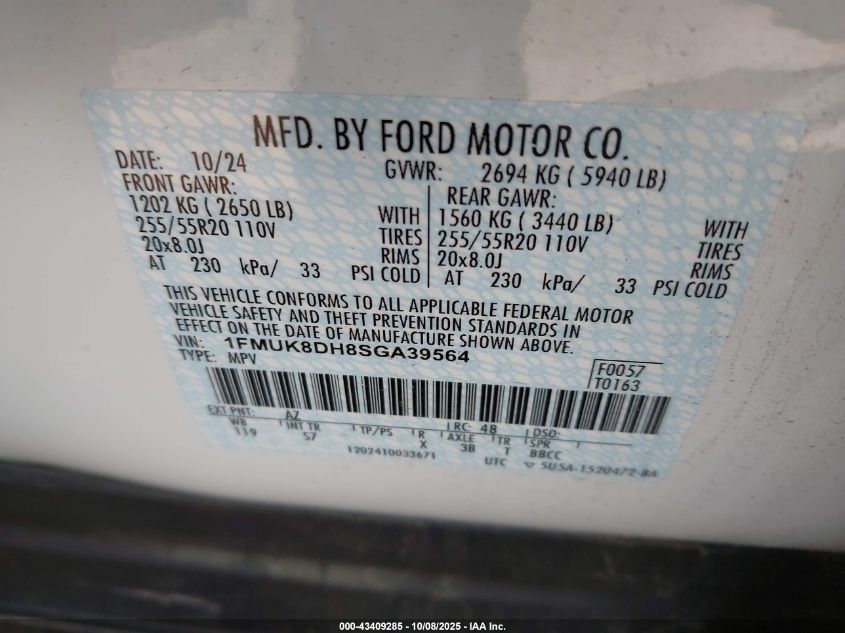 MFD. BY FORD MOTOR CO.
DATE: 10/24 GVWR: 2694 KG ( 5940 LB)
FRONT GAWR: REAR GAWR:
1202 KG ( 2650 LB) WITH 1560 KG ( 3440 LB) WITH
255/55R20 110V TIRES 255/55R20 110V TIRES
20x8.0J RIMS 20x8.0J RIMS
AT 230 kPa/ 33 PSI COLD AT 230 kPa/ 33 PSI COLD
THIS VEHICLE CONFORMS TO ALL APPLICABLE FEDERAL MOTOR
VEHICLE SAFETY AND THEFT PREVENTION STANDARDS IN
EFFECT ON THE DATE OF MANUFACTURE SHOWN ABOVE.
VIN: 1FMUK8DH8SGA39564 F0057
TYPE: MPV T0163
EXT PNT: AZ RC: 48 DSO:
WB INT TR TP/PS R AXLE TR SPR
119 S7 X 38 T BBCC
1202410033671 UTC SU5A-1520472-BA
000-43409285 - 10/08/2025 - IAA Inc.